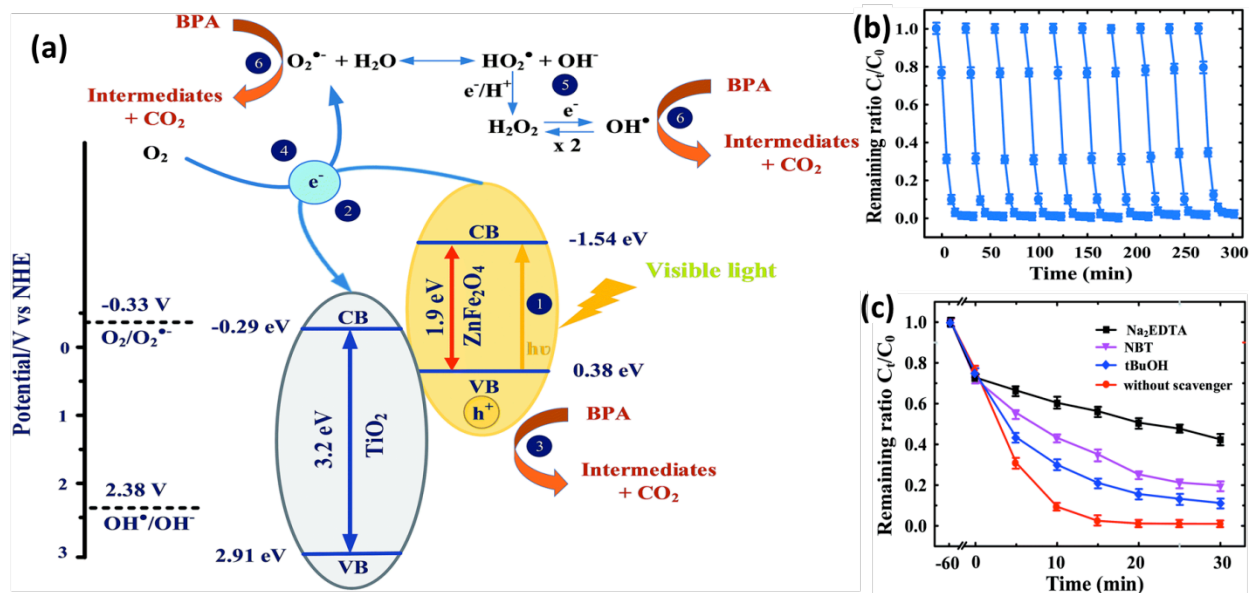 (a)
BPA
6
O₂•⁻ + H₂O
HO₂• + OH⁻
5
e⁻/H⁺
Intermediates
+ CO₂
H₂O₂
e⁻
x 2
OH•
6
BPA
Intermediates
+ CO₂
O₂
4
e⁻
2
Potential/V vs NHE
-0.33 V
O₂/O₂•⁻
0
1
2
2.38 V
OH•/OH⁻
3
-0.29 eV
CB
3.2 eV
TiO₂
2.91 eV
VB
CB
-1.54 eV
1.9 eV
ZnFe₂O₄
1
hυ
Visible light
VB
0.38 eV
h⁺
BPA
3
Intermediates
+ CO₂
(b)
Remaining ratio Cₜ/C₀
1.0
0.8
0.6
0.4
0.2
0.0
0 50 100 150 200 250 300
Time (min)
(c)
Remaining ratio Cₜ/C₀
1.0
0.8
0.6
0.4
0.2
0.0
Na₂EDTA
NBT
tBuOH
without scavenger
-60 0 10 20 30
Time (min)